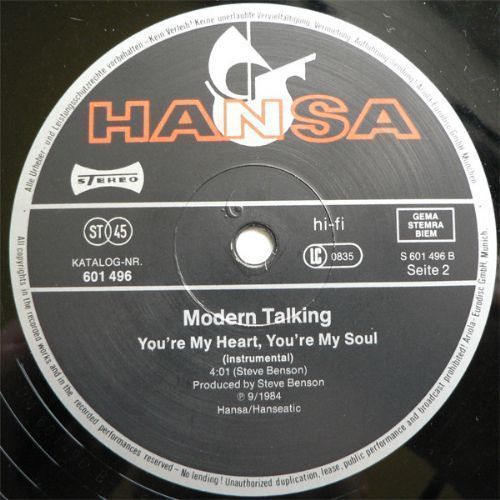 Alle Urheber- und Leistungsschutzrechte vorbehalten – Kein Verleih! Keine unerlaubte Vervielfältigung, Vermietung, Aufführung, Sendung! Ariola-Eurodisc GmbH, München.
HANSA
STEREO
ST 45
KATALOG-NR.
601 496
hi-fi
LC 0835
GEMA
STEMRA
BIEM
S 601 496 B
Seite 2
Modern Talking
You're My Heart, You're My Soul
(Instrumental)
4:01 (Steve Benson)
Produced by Steve Benson
℗ 9/1984
Hansa/Hanseatic
All copyrights in the recorded works and in the recorded performances reserved – No lending! Unauthorized duplication, lease, public performance and broadcast prohibited! Ariola-Eurodisc GmbH, Munich.